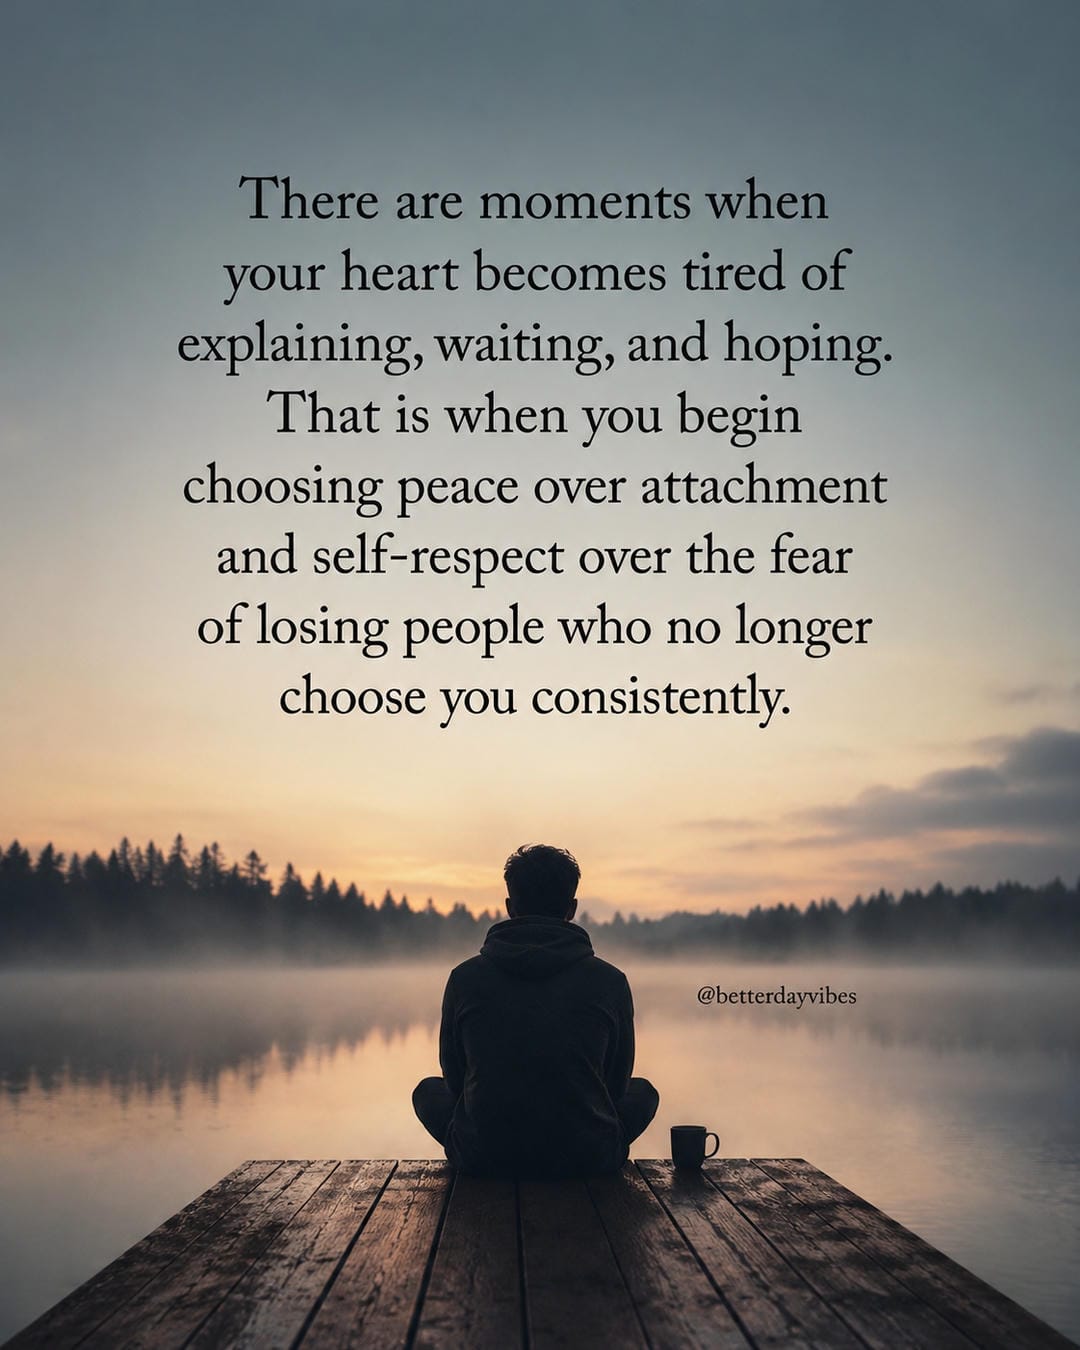 There are moments when
your heart becomes tired of
explaining, waiting, and hoping.
That is when you begin
choosing peace over attachment
and self-respect over the fear
of losing people who no longer
choose you consistently.
@betterdayvibes